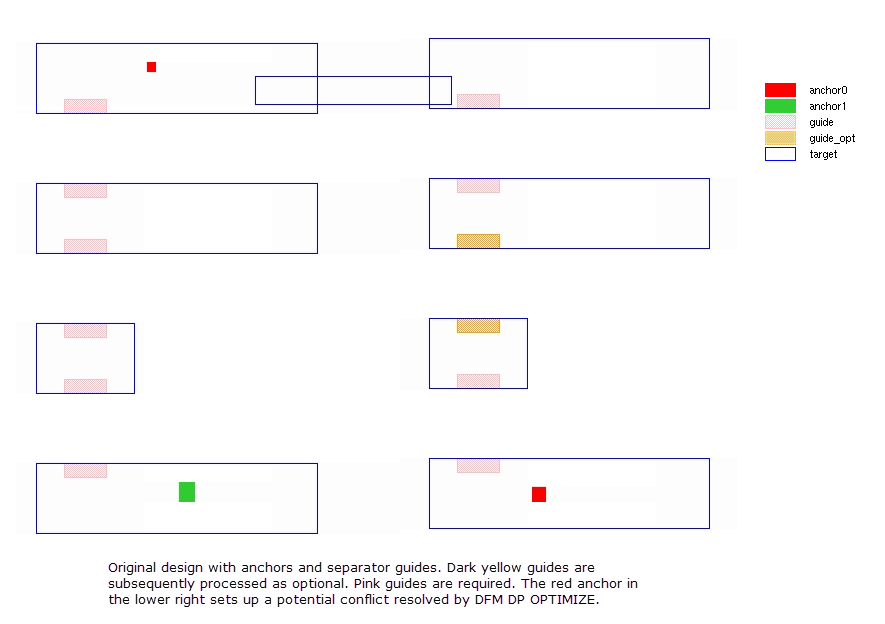 anchor0
anchor1
guide
guide_opt
target
Original design with anchors and separator guides. Dark yellow guides are
subsequently processed as optional. Pink guides are required. The red anchor in
the lower right sets up a potential conflict resolved by DFM DP OPTIMIZE.